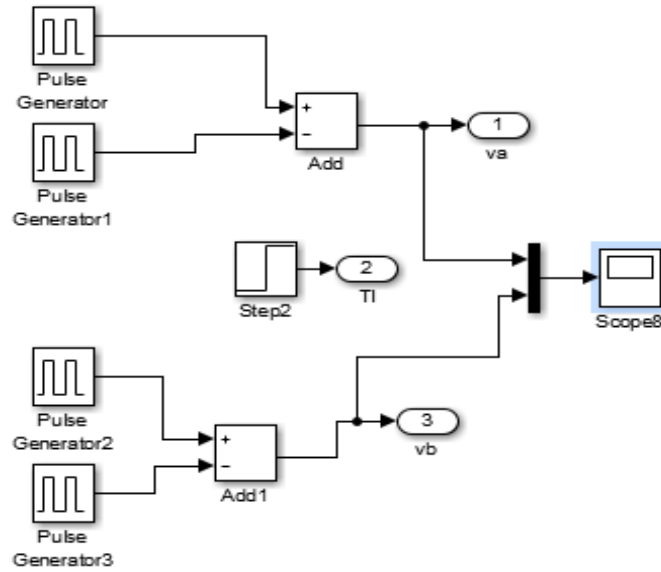 Pulse
Generator
+
−
Add
1
va
Pulse
Generator1
Step2
2
Tl
Scope8
Pulse
Generator2
+
−
Add1
3
vb
Pulse
Generator3